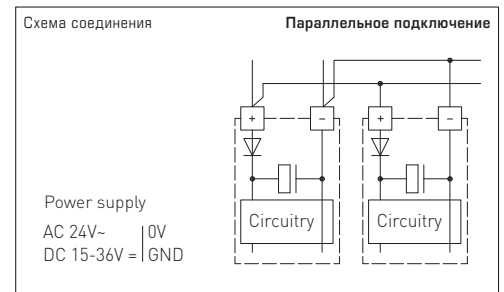 Схема соединения
Параллельное подключение
+ − + −
Circuitry Circuitry
Power supply
AC 24V~ | 0V
DC 15-36V = | GND